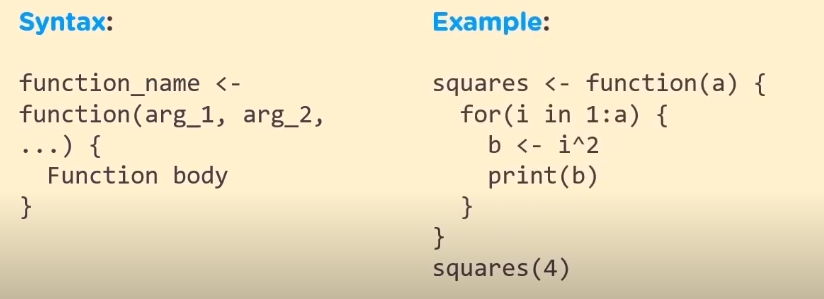 Syntax:
function_name <-
function(arg_1, arg_2,
...) {
  Function body
}
Example:
squares <- function(a) {
  for(i in 1:a) {
    b <- i^2
    print(b)
  }
}
squares(4)